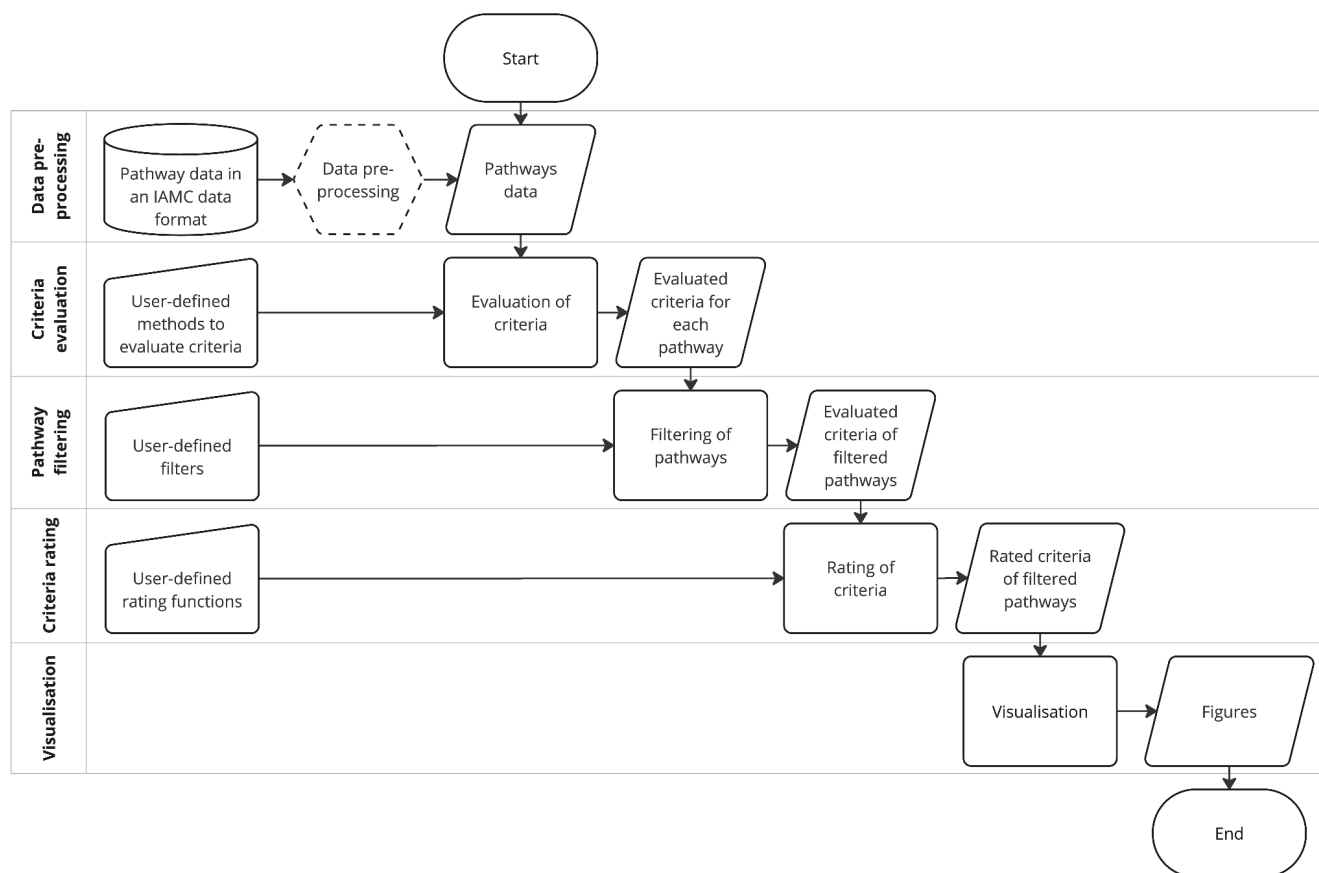 Start
Data pre-
processing
Pathway data in
an IAMC data
format
Data pre-
processing
Pathways
data
Criteria
evaluation
User-defined
methods to
evaluate criteria
Evaluation of
criteria
Evaluated
criteria for
each
pathway
Pathway
filtering
User-defined
filters
Filtering of
pathways
Evaluated
criteria of
filtered
pathways
Criteria rating
User-defined
rating functions
Rating of
criteria
Rated criteria
of filtered
pathways
Visualisation
Visualisation
Figures
End